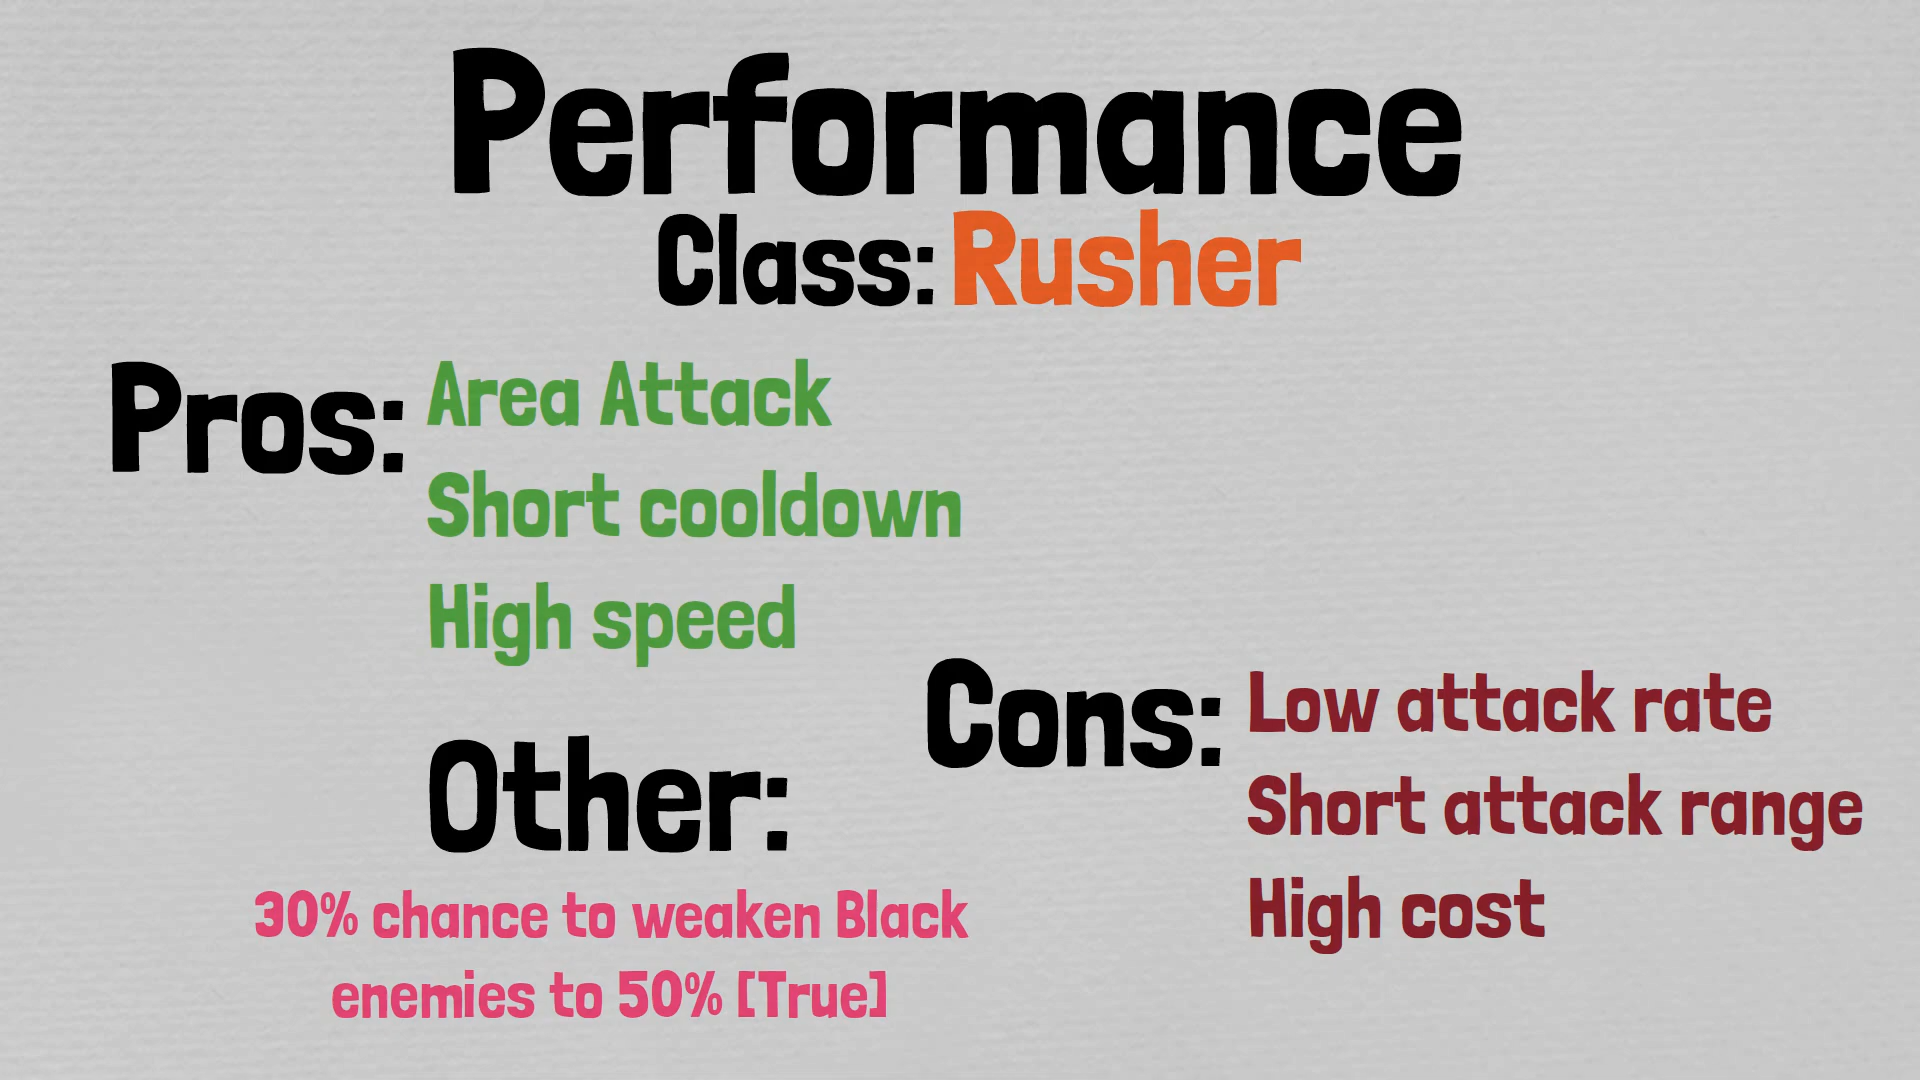 Performance
Class: Rusher
Pros: Area Attack
Short cooldown
High speed
Cons: Low attack rate
Short attack range
High cost
Other:
30% chance to weaken Black
enemies to 50% [True]